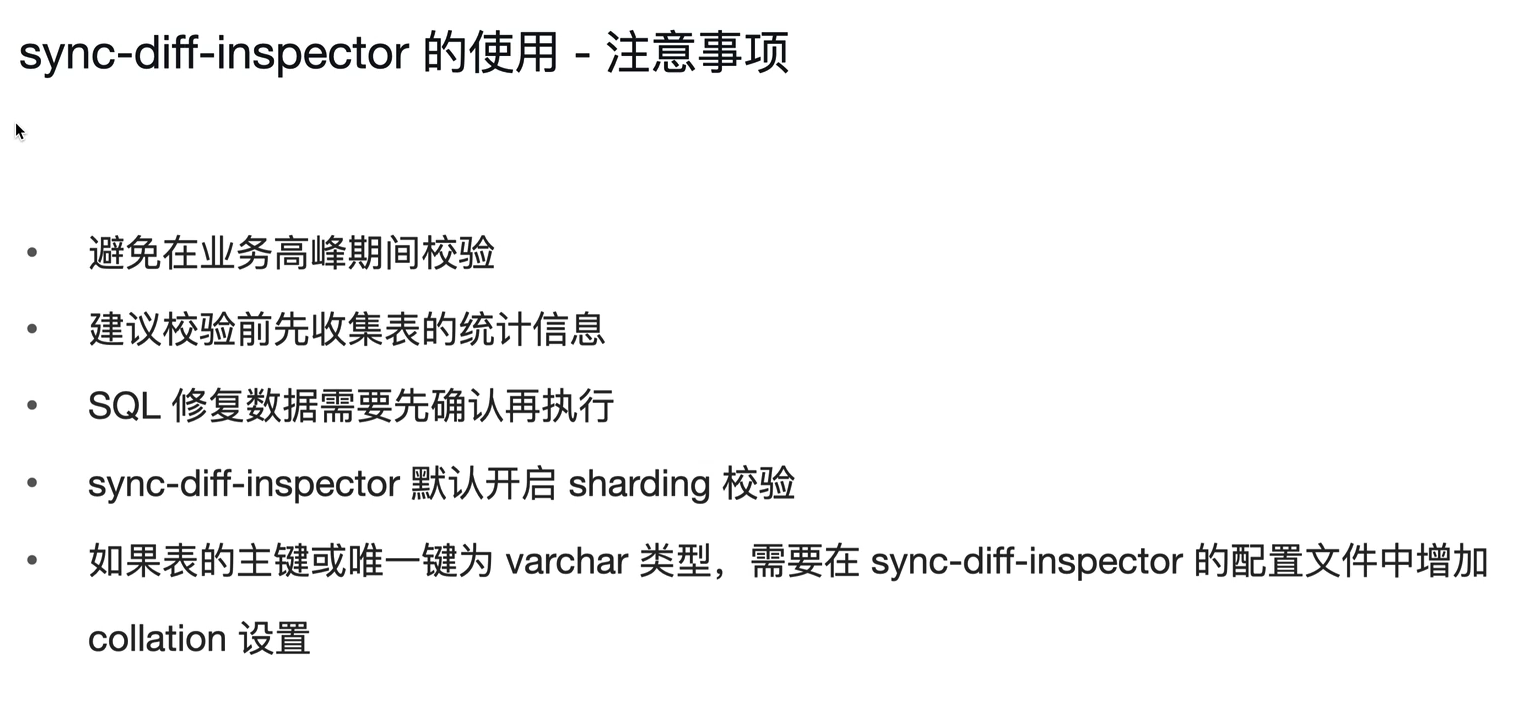 sync-diff-inspector 的使用 - 注意事项
• 避免在业务高峰期间校验
• 建议校验前先收集表的统计信息
• SQL 修复数据需要先确认再执行
• sync-diff-inspector 默认开启 sharding 校验
• 如果表的主键或唯一键为 varchar 类型，需要在 sync-diff-inspector 的配置文件中增加
collation 设置